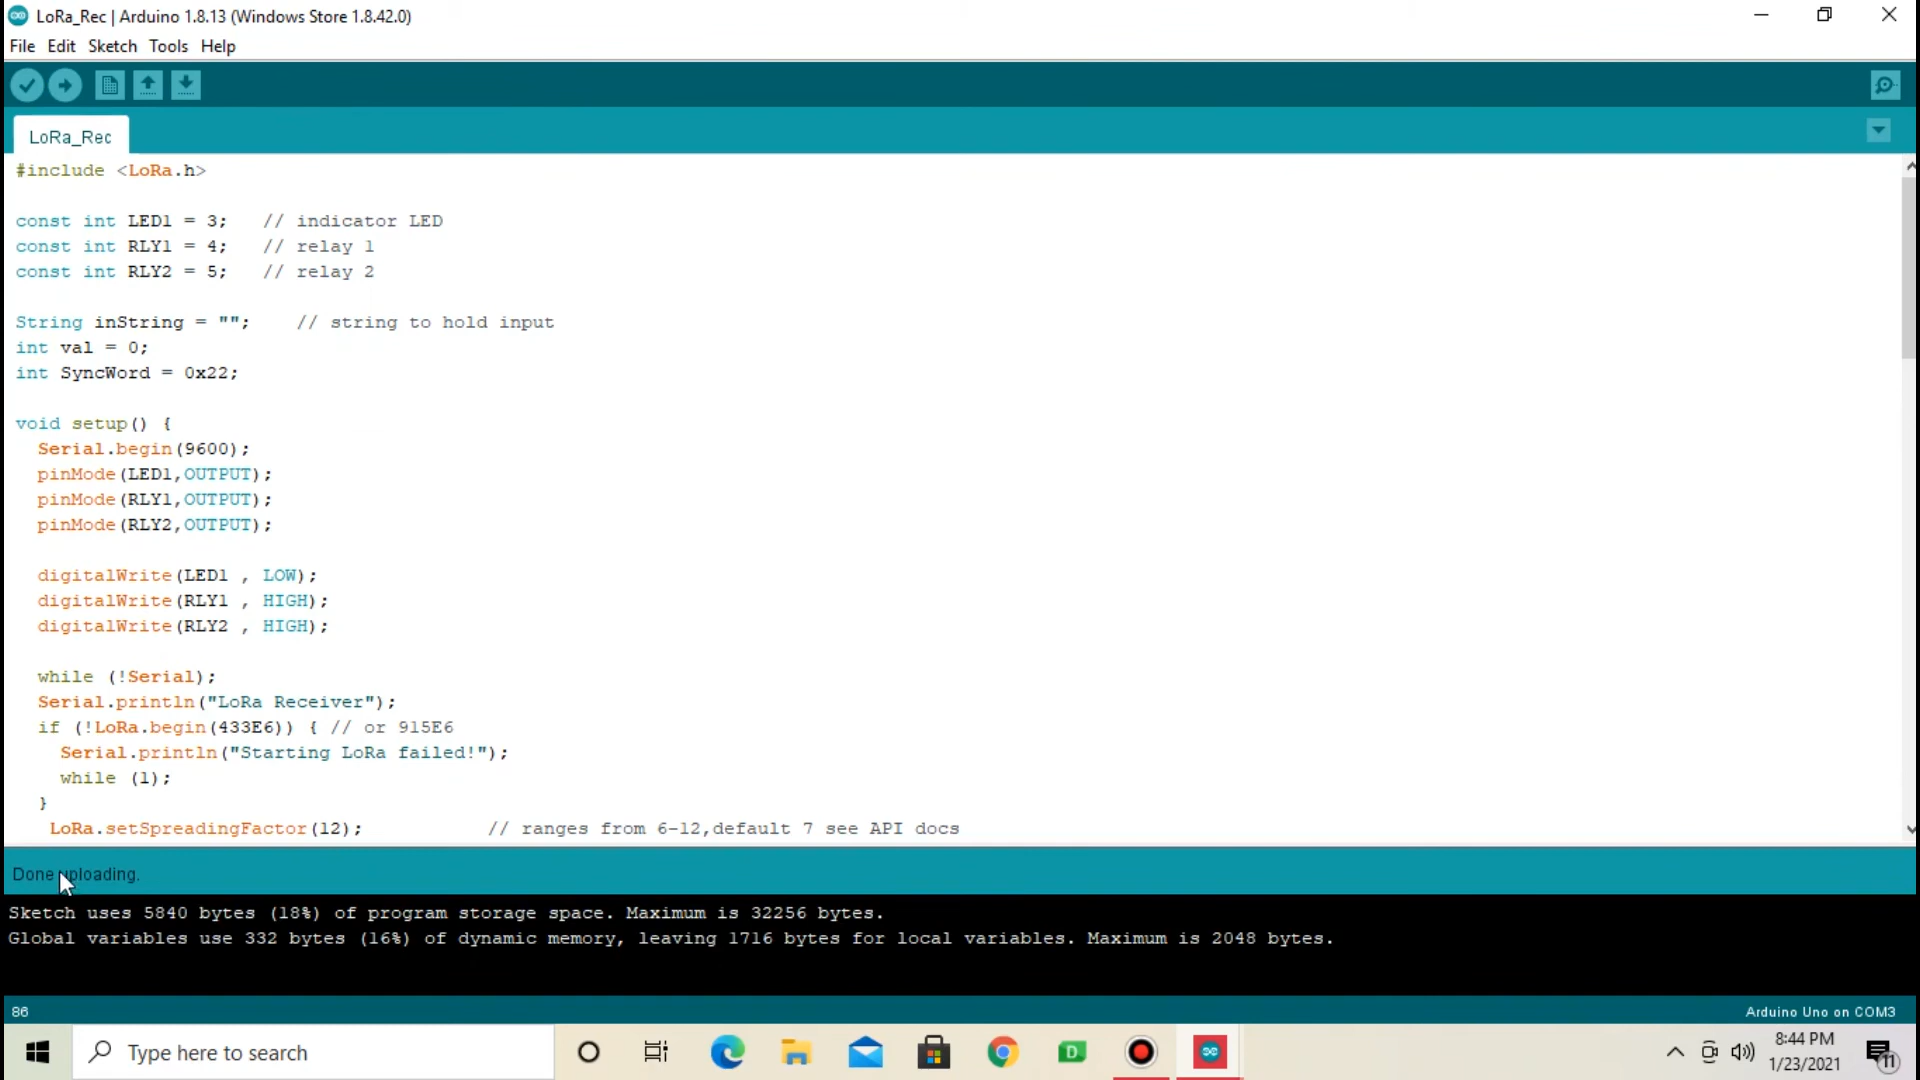 LoRa_Rec | Arduino 1.8.13 (Windows Store 1.8.42.0)
File Edit Sketch Tools Help
LoRa_Rec
#include <LoRa.h>
const int LED1 = 3;   // indicator LED
const int RLY1 = 4;   // relay 1
const int RLY2 = 5;   // relay 2
String inString = "";    // string to hold input
int val = 0;
int SyncWord = 0x22;
void setup() {
  Serial.begin(9600);
  pinMode(LED1,OUTPUT);
  pinMode(RLY1,OUTPUT);
  pinMode(RLY2,OUTPUT);
  digitalWrite(LED1 , LOW);
  digitalWrite(RLY1 , HIGH);
  digitalWrite(RLY2 , HIGH);
  while (!Serial);
  Serial.println("LoRa Receiver");
  if (!LoRa.begin(433E6)) { // or 915E6
    Serial.println("Starting LoRa failed!");
    while (1);
  }
   LoRa.setSpreadingFactor(12);           // ranges from 6-12,default 7 see API docs
Done uploading.
Sketch uses 5840 bytes (18%) of program storage space. Maximum is 32256 bytes.
Global variables use 332 bytes (16%) of dynamic memory, leaving 1716 bytes for local variables. Maximum is 2048 bytes.
86
Arduino Uno on COM3
Type here to search
D
8:44 PM
1/23/2021
11